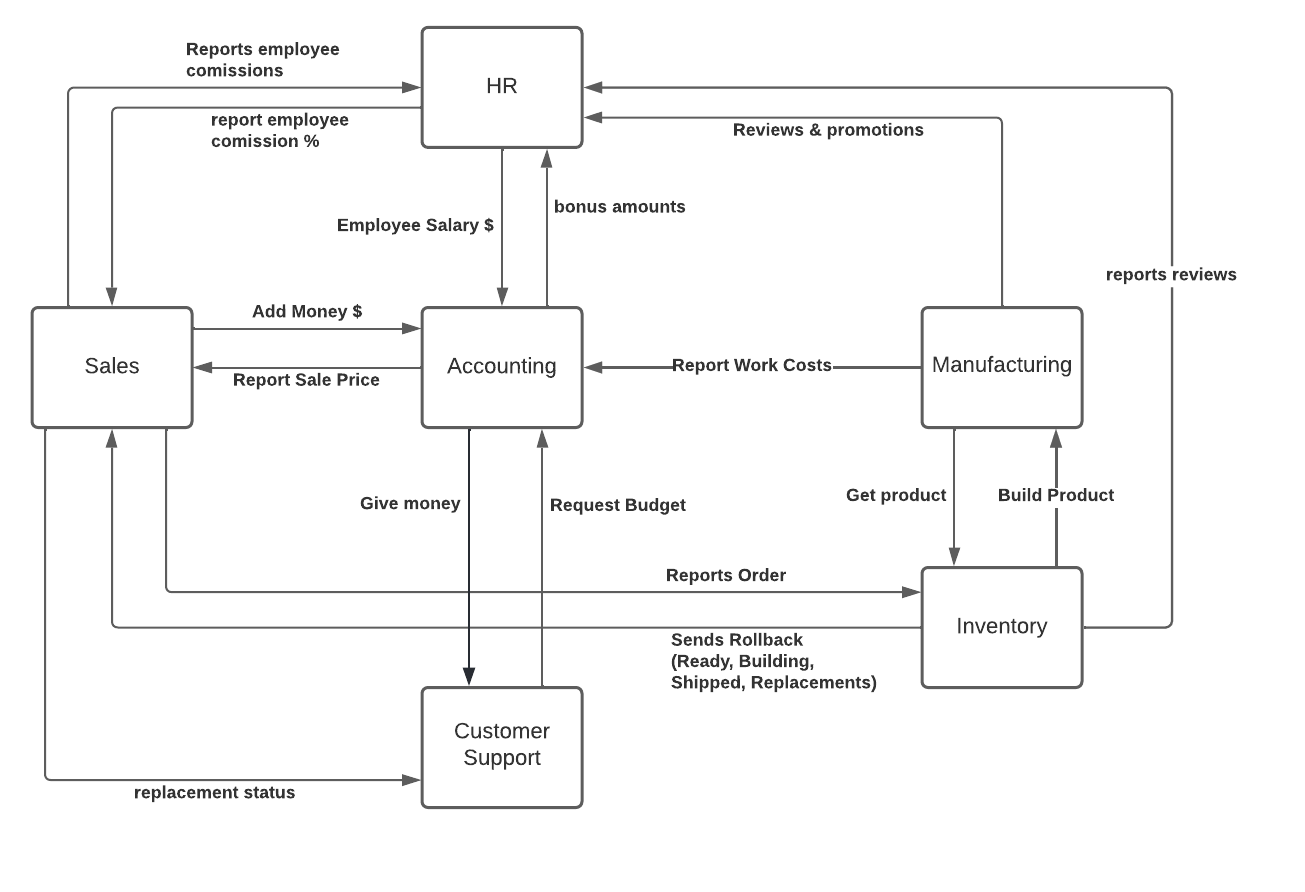 Reports employee
comissions
HR
report employee
comission %
Reviews & promotions
bonus amounts
Employee Salary $
reports reviews
Add Money $
Sales
Accounting
Report Work Costs
Manufacturing
Report Sale Price
Give money
Request Budget
Get product
Build Product
Reports Order
Inventory
Sends Rollback
(Ready, Building,
Shipped, Replacements)
Customer
Support
replacement status